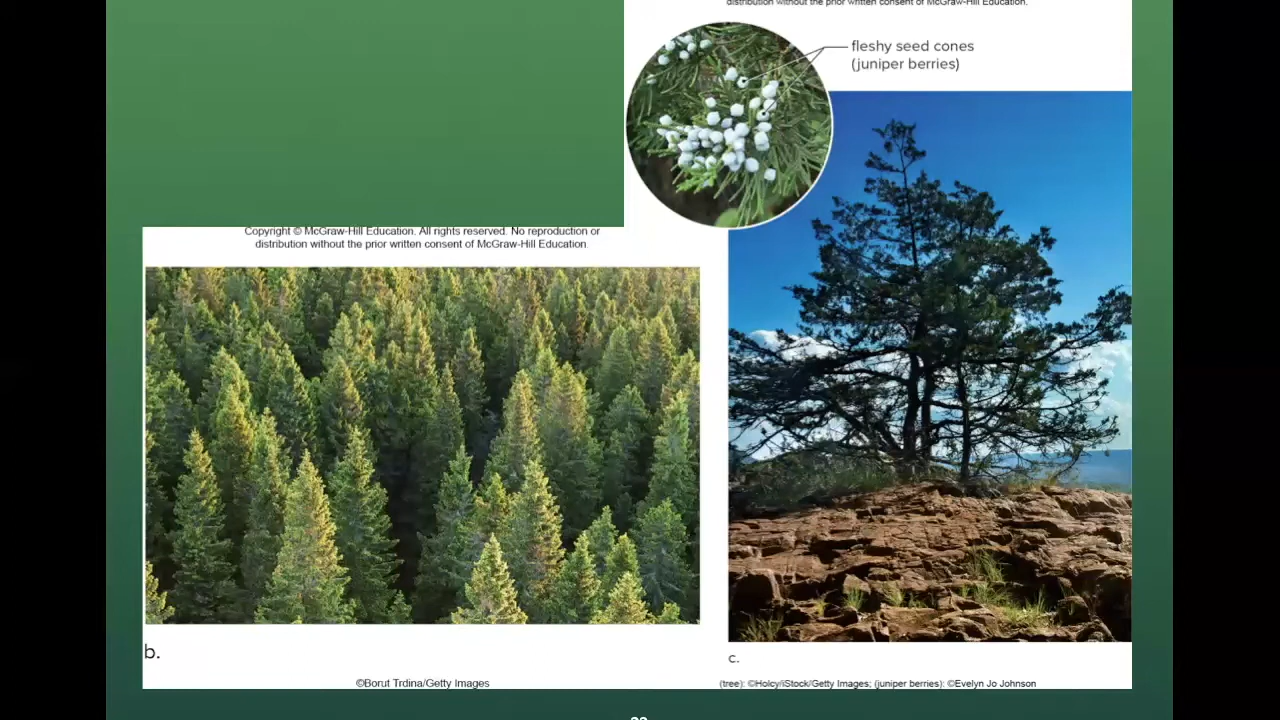 distribution without the prior written consent of McGraw-Hill Education.
fleshy seed cones
(juniper berries)
Copyright © McGraw-Hill Education. All rights reserved. No reproduction or
distribution without the prior written consent of McGraw-Hill Education.
b.
©Borut Trdina/Getty Images
c.
(tree): ©Holcy/iStock/Getty Images; (juniper berries): ©Evelyn Jo Johnson